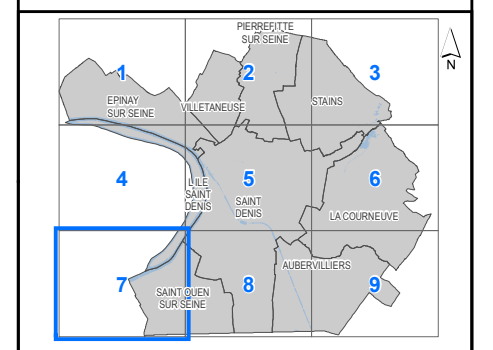 PIERREFITTE
SUR SEINE
N
1
2
3
EPINAY
SUR SEINE
VILLETANEUSE
STAINS
4
5
6
L'ILE
SAINT
DENIS
SAINT
DENIS
LA COURNEUVE
AUBERVILLIERS
7
8
9
SAINT OUEN
SUR SEINE